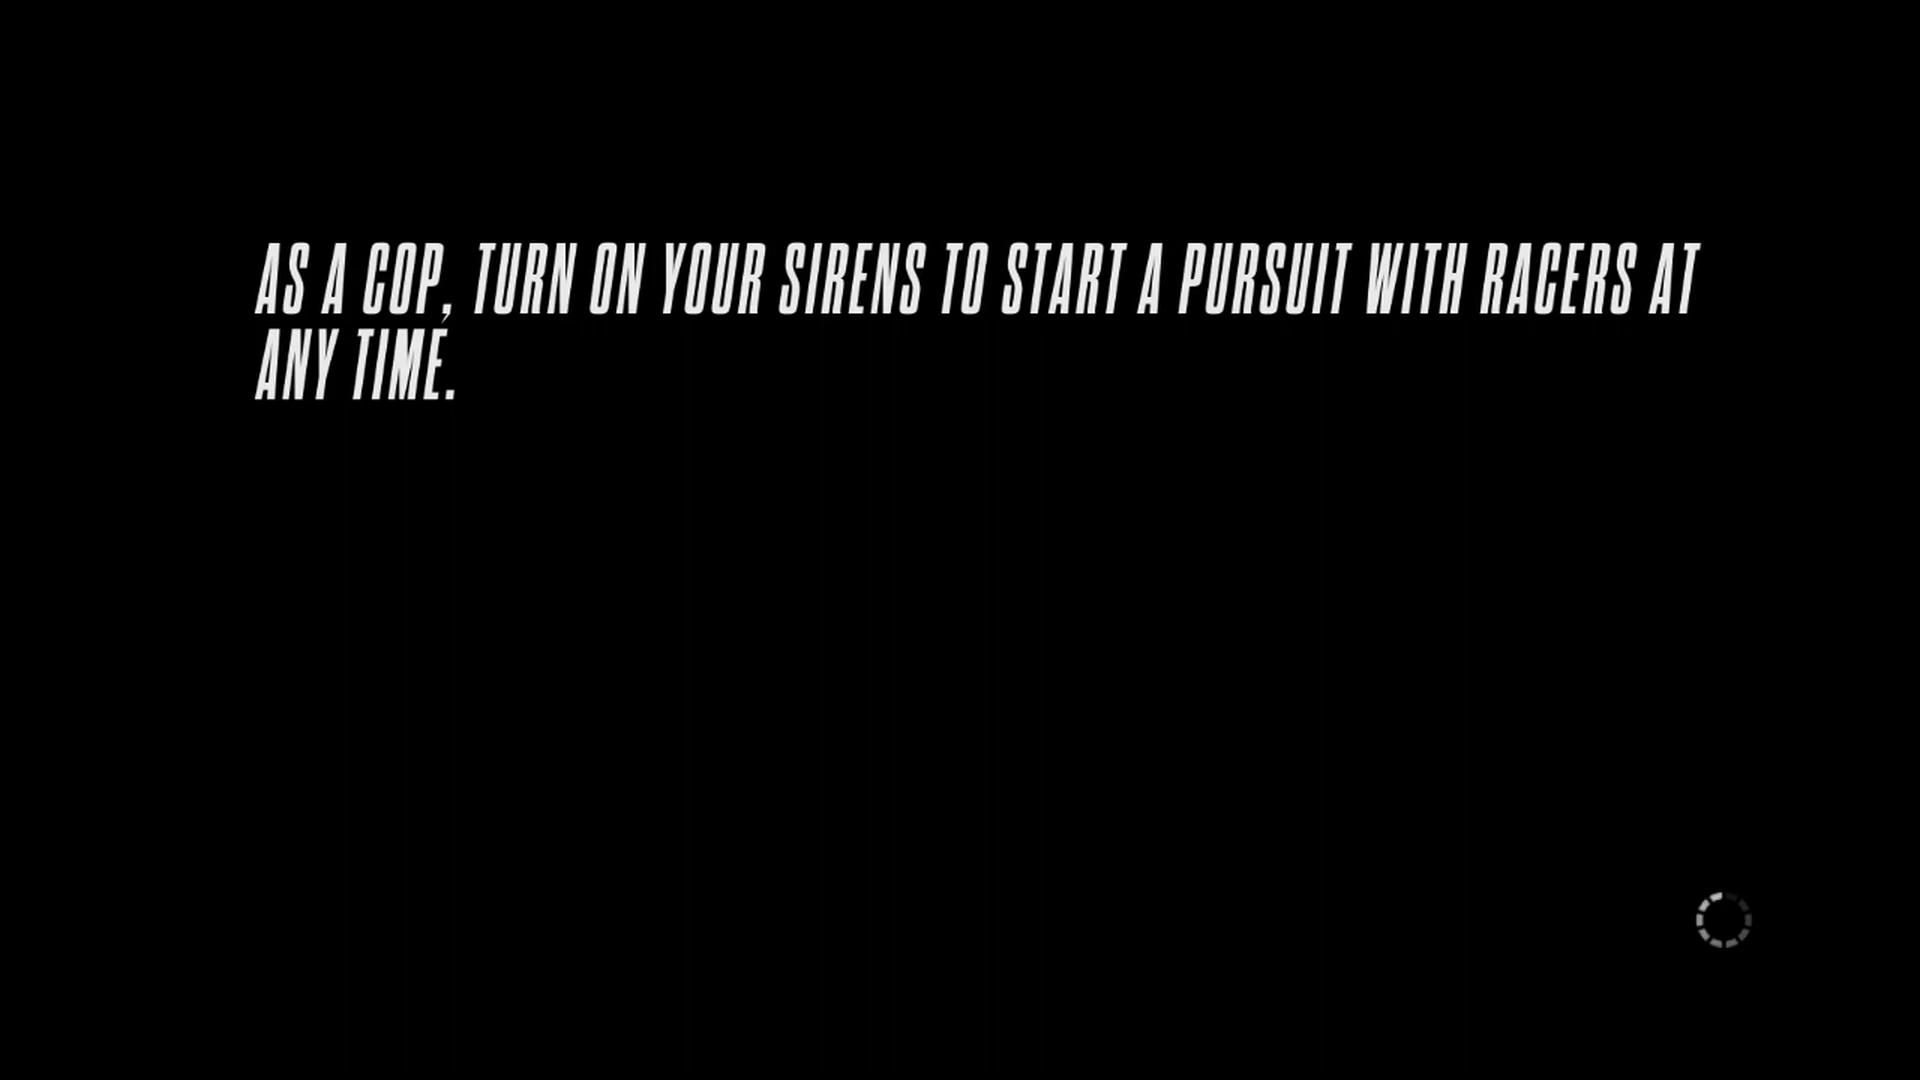 AS A COP, TURN ON YOUR SIRENS TO START A PURSUIT WITH RACERS AT
ANY TIME.